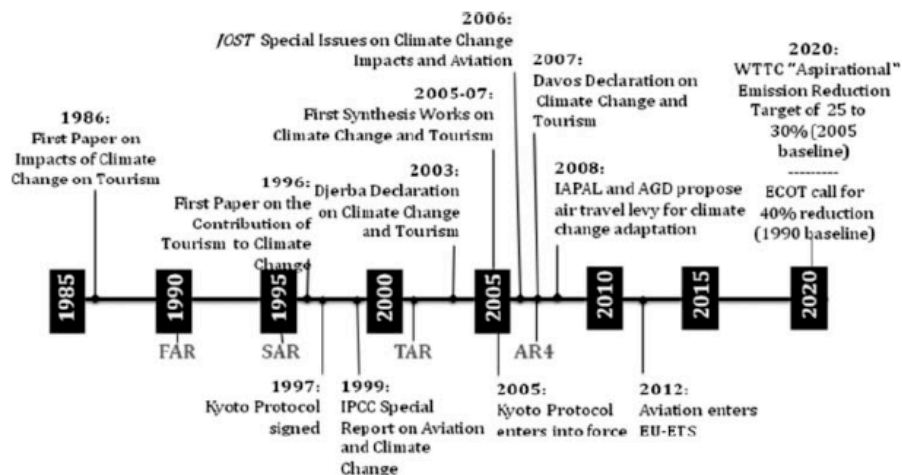 2006:
JOST Special Issues on Climate Change
Impacts and Aviation
2020:
WTTC "Aspirational"
Emission Reduction
Target of 25 to
30% (2005
baseline)
---------
ECOT call for
40% reduction
(1990 baseline)
2007:
Davos Declaration on
Climate Change and
Tourism
2005-07:
First Synthesis Works on
Climate Change and Tourism
1986:
First Paper on
Impacts of Climate
Change on Tourism
2003:
Djerba Declaration
on Climate Change
and Tourism
2008:
IAPAL and AGD propose
air travel levy for climate
change adaptation
1996:
First Paper on the
Contribution of
Tourism to Climate
Change
1985
1990
1995
2000
2005
2010
2015
2020
FAR
SAR
TAR
AR4
1997:
Kyoto Protocol
signed
1999:
IPCC Special
Report on Aviation
and Climate
Change
2005:
Kyoto Protocol
enters into force
2012:
Aviation enters
EU-ETS